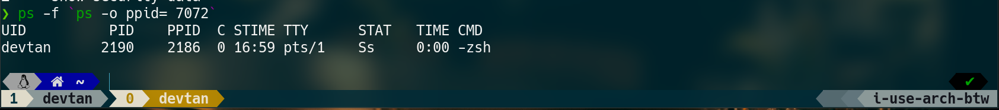 ❯ ps -f `ps -o ppid= 7072`
UID          PID    PPID  C STIME TTY      STAT   TIME CMD
devtan      2190    2186  0 16:59 pts/1    Ss     0:00 -zsh
~ ✔
1 devtan 0 devtan i-use-arch-btw